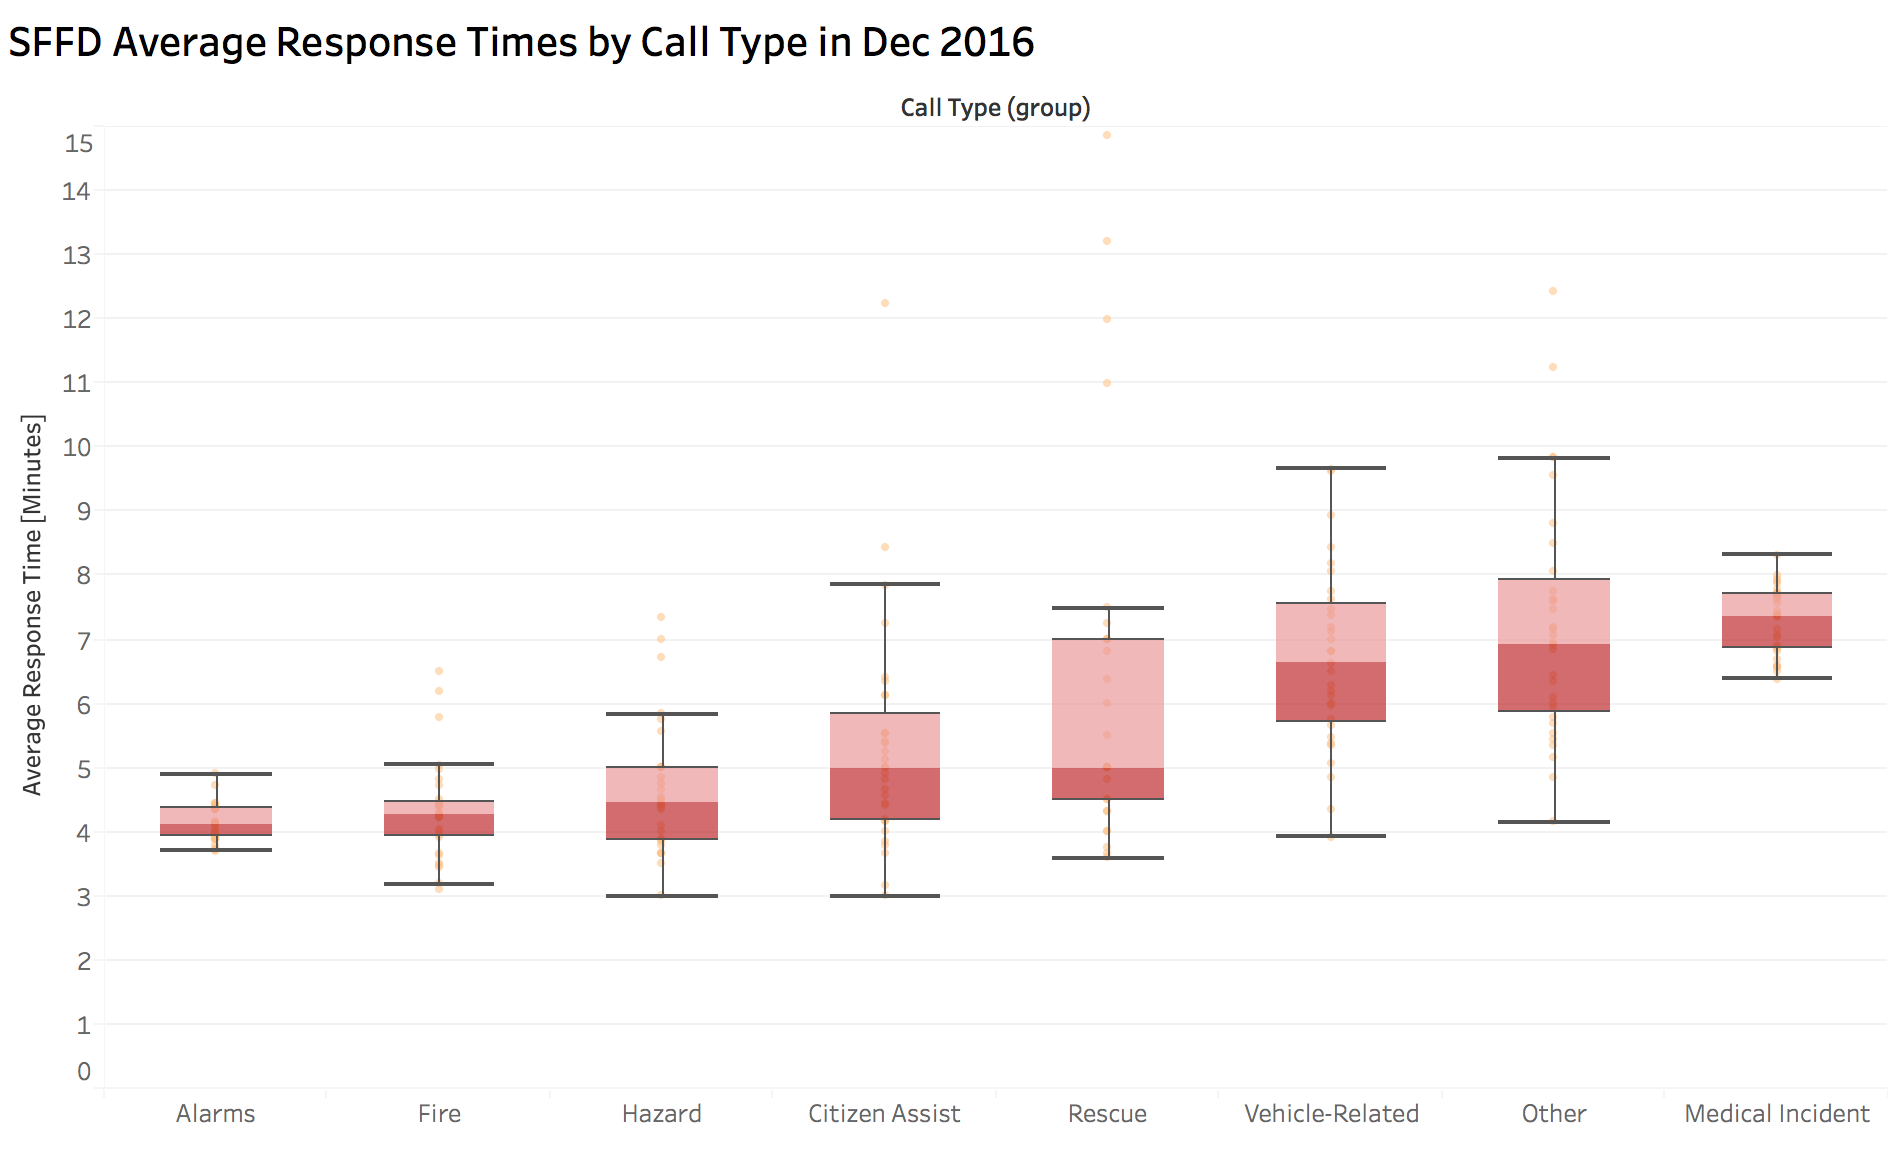 SFFD Average Response Times by Call Type in Dec 2016
Call Type (group)
Average Response Time [Minutes]
15
14
13
12
11
10
9
8
7
6
5
4
3
2
1
0
Alarms
Fire
Hazard
Citizen Assist
Rescue
Vehicle-Related
Other
Medical Incident